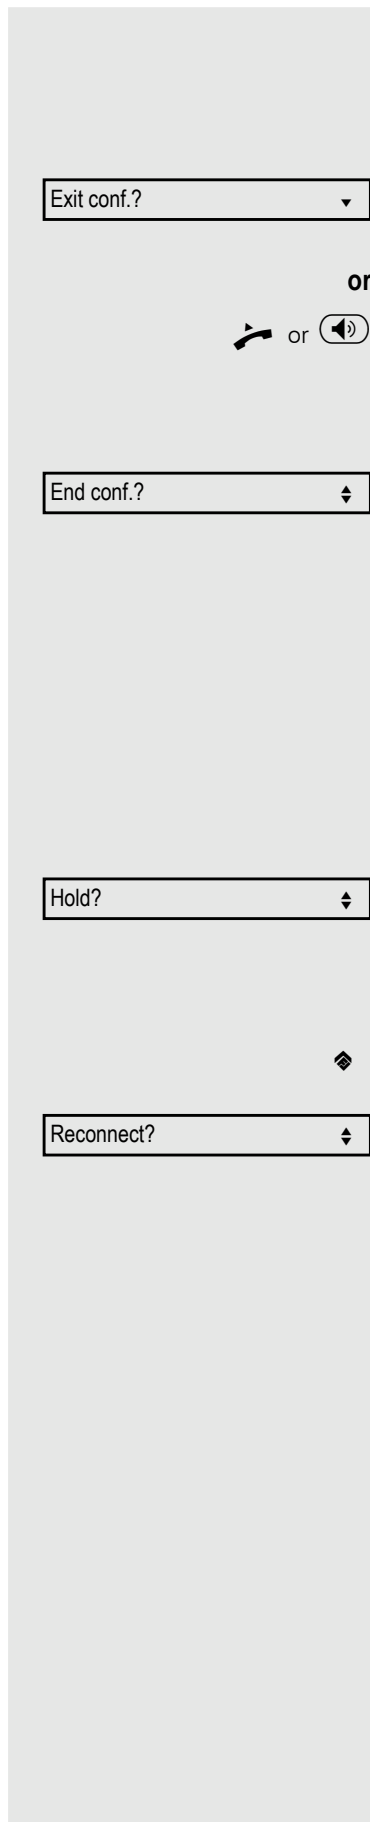 Exit conf.?
or
or
End conf.?
Hold?
Reconnect?